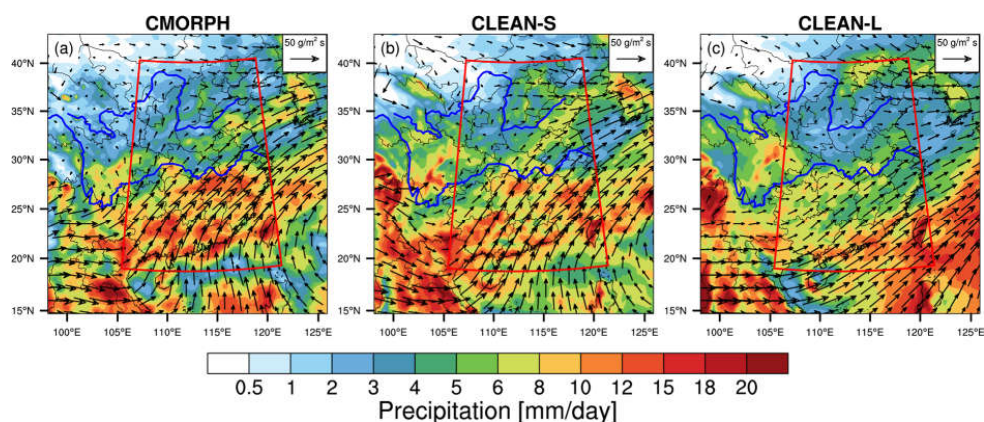 CMORPH CLEAN-S CLEAN-L
(a) 50 g/m² s (b) 50 g/m² s (c) 50 g/m² s
40°N 40°N 40°N
35°N 35°N 35°N
30°N 30°N 30°N
25°N 25°N 25°N
20°N 20°N 20°N
15°N 15°N 15°N
100°E 105°E 110°E 115°E 120°E 125°E 100°E 105°E 110°E 115°E 120°E 125°E 100°E 105°E 110°E 115°E 120°E 125°E
0.5 1 2 3 4 5 6 8 10 12 15 18 20
Precipitation [mm/day]